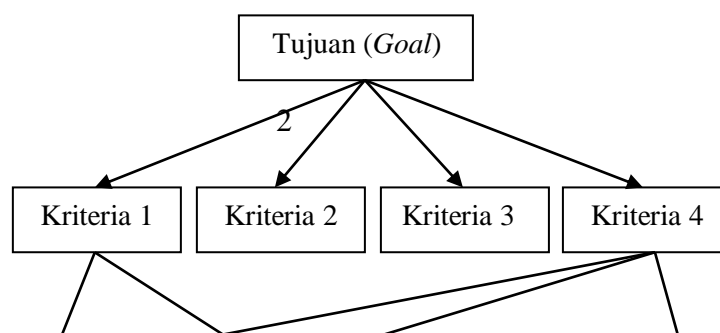 Tujuan (Goal)
2
Kriteria 1
Kriteria 2
Kriteria 3
Kriteria 4